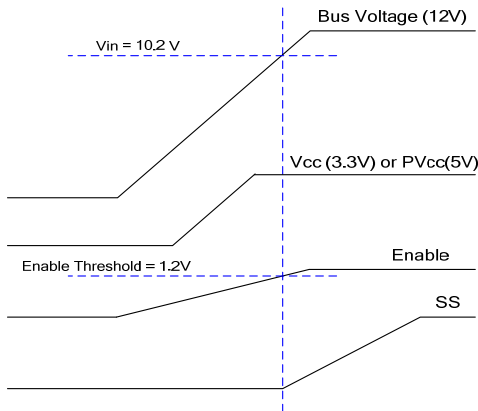 Bus Voltage (12V)
Vin = 10.2 V
Vcc (3.3V) or PVcc(5V)
Enable
Enable Threshold = 1.2V
SS